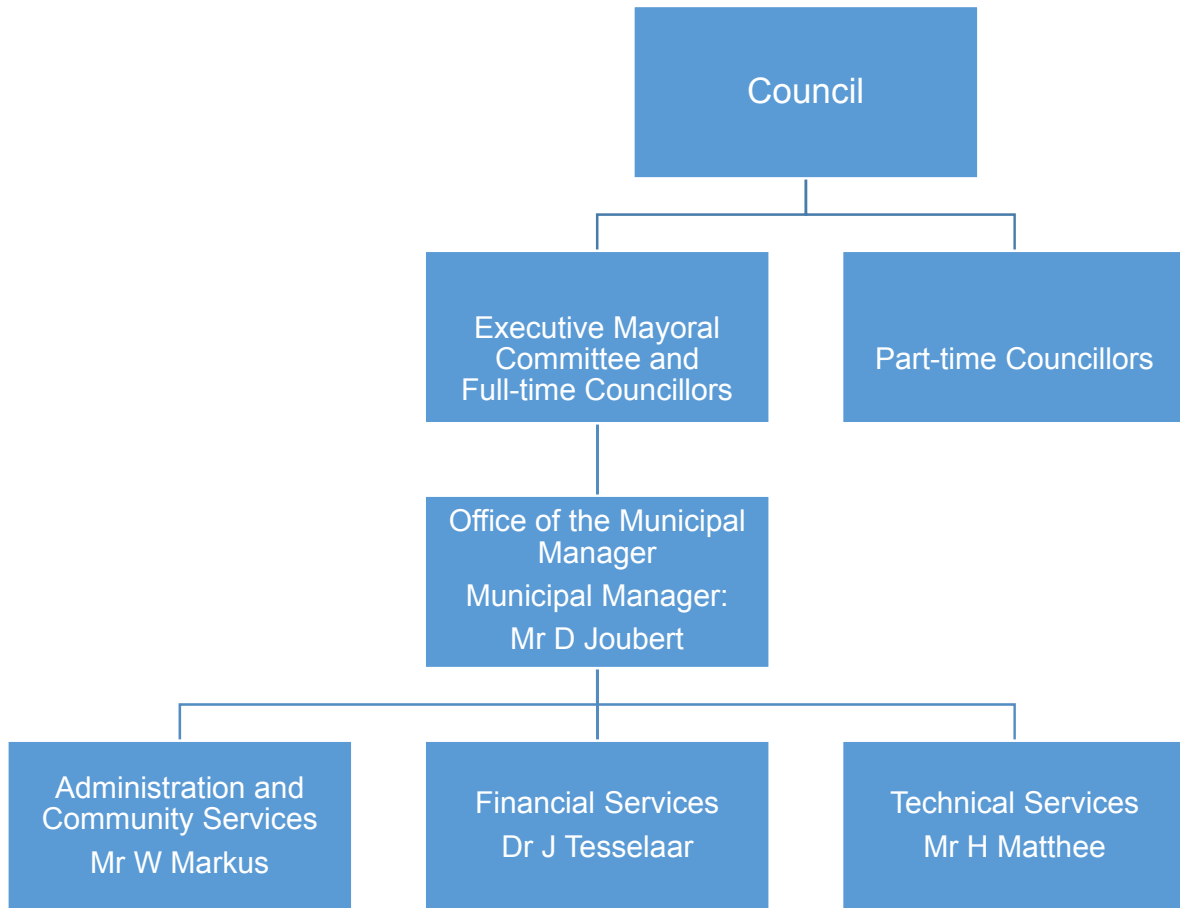 Council
Executive Mayoral
Committee and
Full-time Councillors
Part-time Councillors
Office of the Municipal
Manager
Municipal Manager:
Mr D Joubert
Administration and
Community Services
Mr W Markus
Financial Services
Dr J Tesselaar
Technical Services
Mr H Matthee